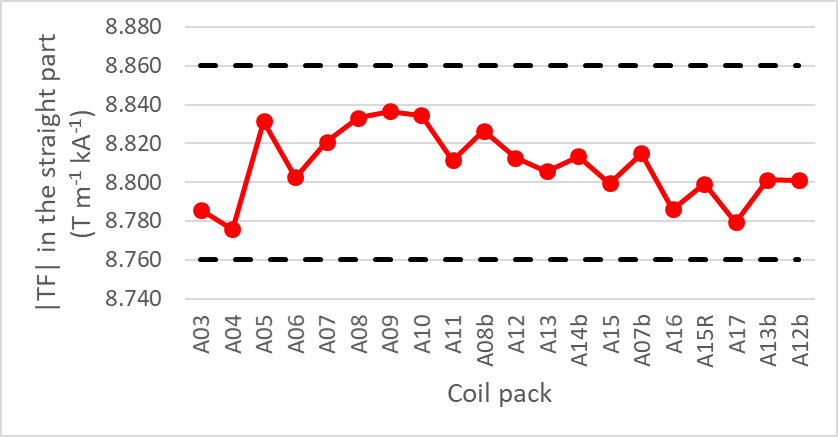 |TF| in the straight part
(T m-1 kA-1)
8.880
8.860
8.840
8.820
8.800
8.780
8.760
8.740
A03
A04
A05
A06
A07
A08
A09
A10
A11
A08b
A12
A13
A14b
A15
A07b
A16
A15R
A17
A13b
A12b
Coil pack